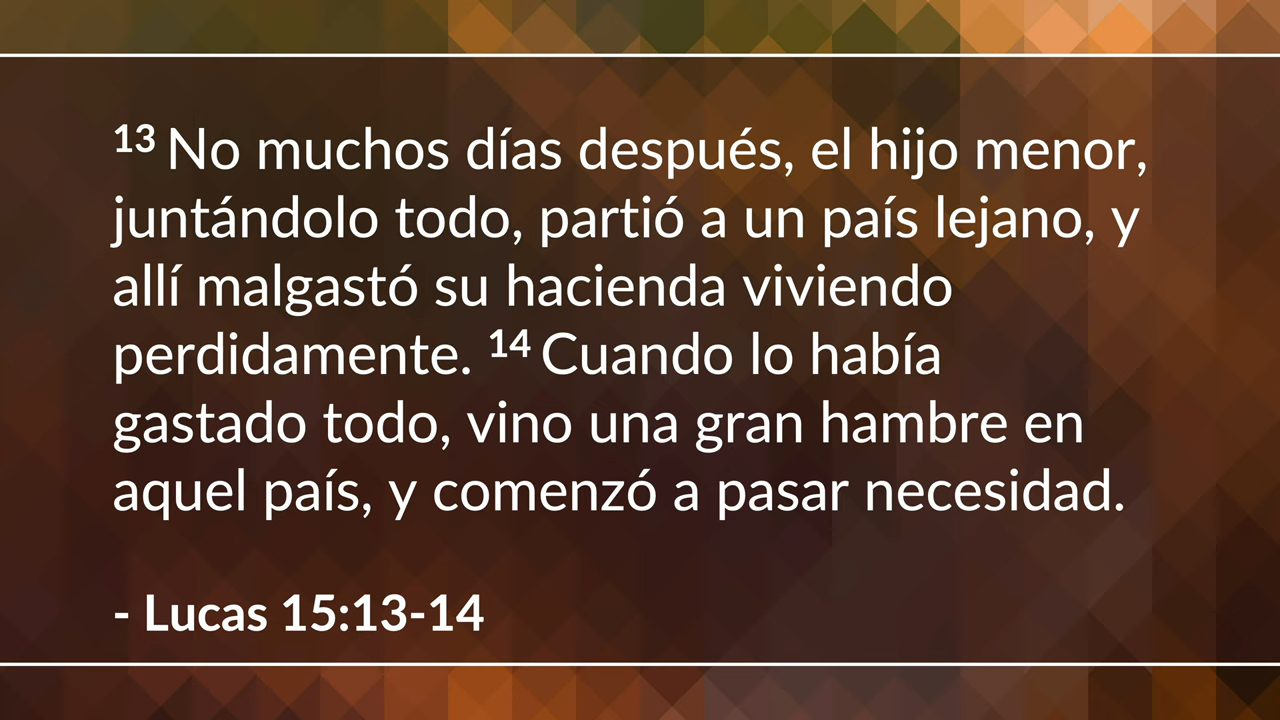 13 No muchos días después, el hijo menor,
juntándolo todo, partió a un país lejano, y
allí malgastó su hacienda viviendo
perdidamente. 14 Cuando lo había
gastado todo, vino una gran hambre en
aquel país, y comenzó a pasar necesidad.
- Lucas 15:13-14